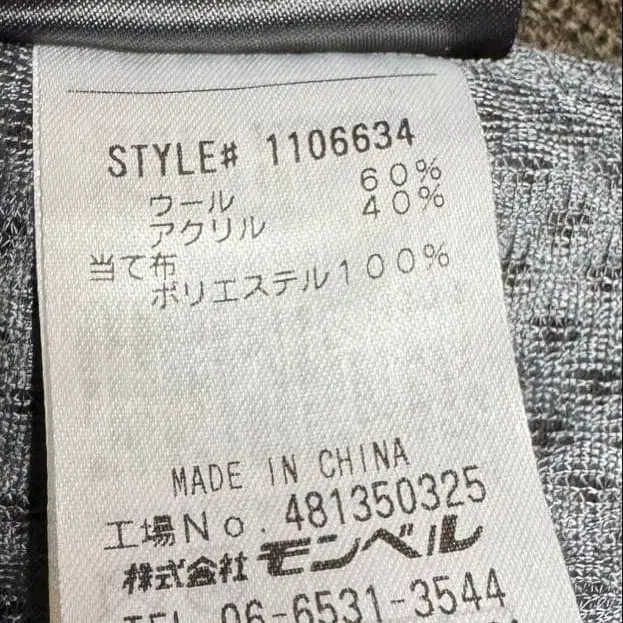 STYLE# 1106634
ウール 60%
アクリル 40%
当て布
ポリエステル100%
MADE IN CHINA
工場No. 481350325
株式会社モンベル
TEL 06-6531-3544